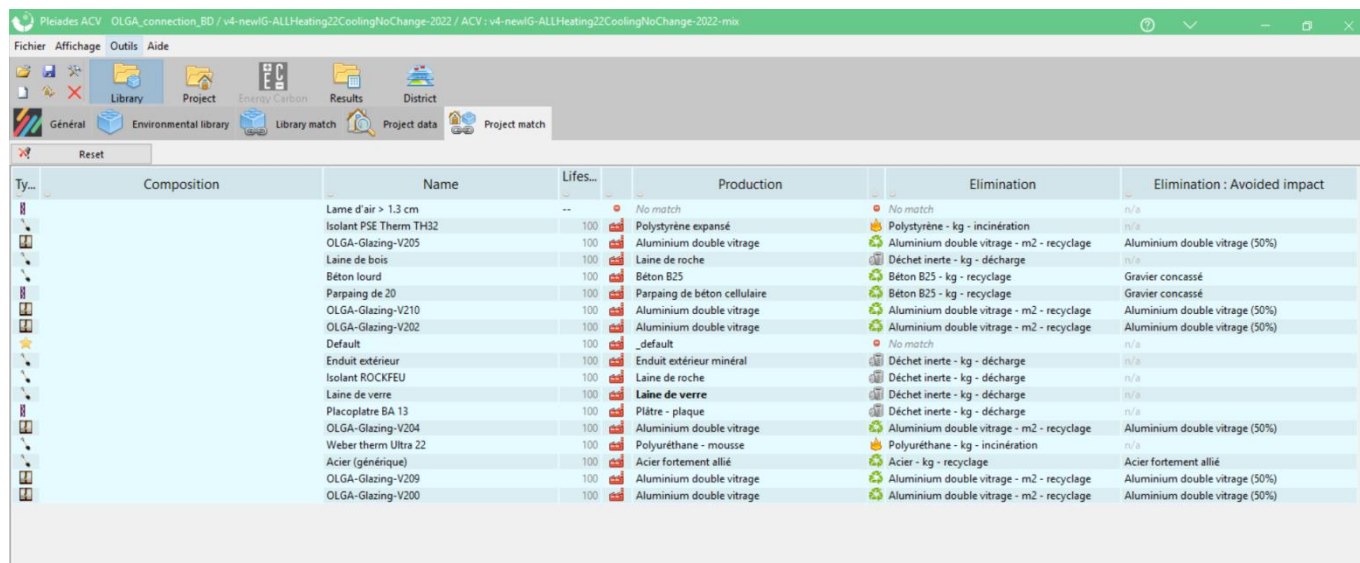 Pleiades ACV OLGA_connection_BD / v4-newIG-ALLHeating22CoolingNoChange-2022 / ACV : v4-newIG-ALLHeating22CoolingNoChange-2022-mix
Fichier Affichage Outils Aide
Library Project Energy Carbon Results District
Général Environmental library Library match Project data Project match
Reset
Ty... Composition Name Lifes... Production Elimination Elimination : Avoided impact
Lame d'air > 1.3 cm -- No match No match n/a
Isolant PSE Therm TH32 100 Polystyrène expansé Polystyrène - kg - incinération n/a
OLGA-Glazing-V205 100 Aluminium double vitrage Aluminium double vitrage - m2 - recyclage Aluminium double vitrage (50%)
Laine de bois 100 Laine de roche Déchet inerte - kg - décharge n/a
Béton lourd 100 Béton B25 Béton B25 - kg - recyclage Gravier concassé
Parpaing de 20 100 Parpaing de béton cellulaire Béton B25 - kg - recyclage Gravier concassé
OLGA-Glazing-V210 100 Aluminium double vitrage Aluminium double vitrage - m2 - recyclage Aluminium double vitrage (50%)
OLGA-Glazing-V202 100 Aluminium double vitrage Aluminium double vitrage - m2 - recyclage Aluminium double vitrage (50%)
Default 100 _default No match n/a
Enduit extérieur 100 Enduit extérieur minéral Déchet inerte - kg - décharge n/a
Isolant ROCKFEU 100 Laine de roche Déchet inerte - kg - décharge n/a
Laine de verre 100 Laine de verre Déchet inerte - kg - décharge n/a
Placoplatre BA 13 100 Plâtre - plaque Déchet inerte - kg - décharge n/a
OLGA-Glazing-V204 100 Aluminium double vitrage Aluminium double vitrage - m2 - recyclage Aluminium double vitrage (50%)
Weber therm Ultra 22 100 Polyuréthane - mousse Polyuréthane - kg - incinération n/a
Acier (générique) 100 Acier fortement allié Acier - kg - recyclage Acier fortement allié
OLGA-Glazing-V209 100 Aluminium double vitrage Aluminium double vitrage - m2 - recyclage Aluminium double vitrage (50%)
OLGA-Glazing-V200 100 Aluminium double vitrage Aluminium double vitrage - m2 - recyclage Aluminium double vitrage (50%)